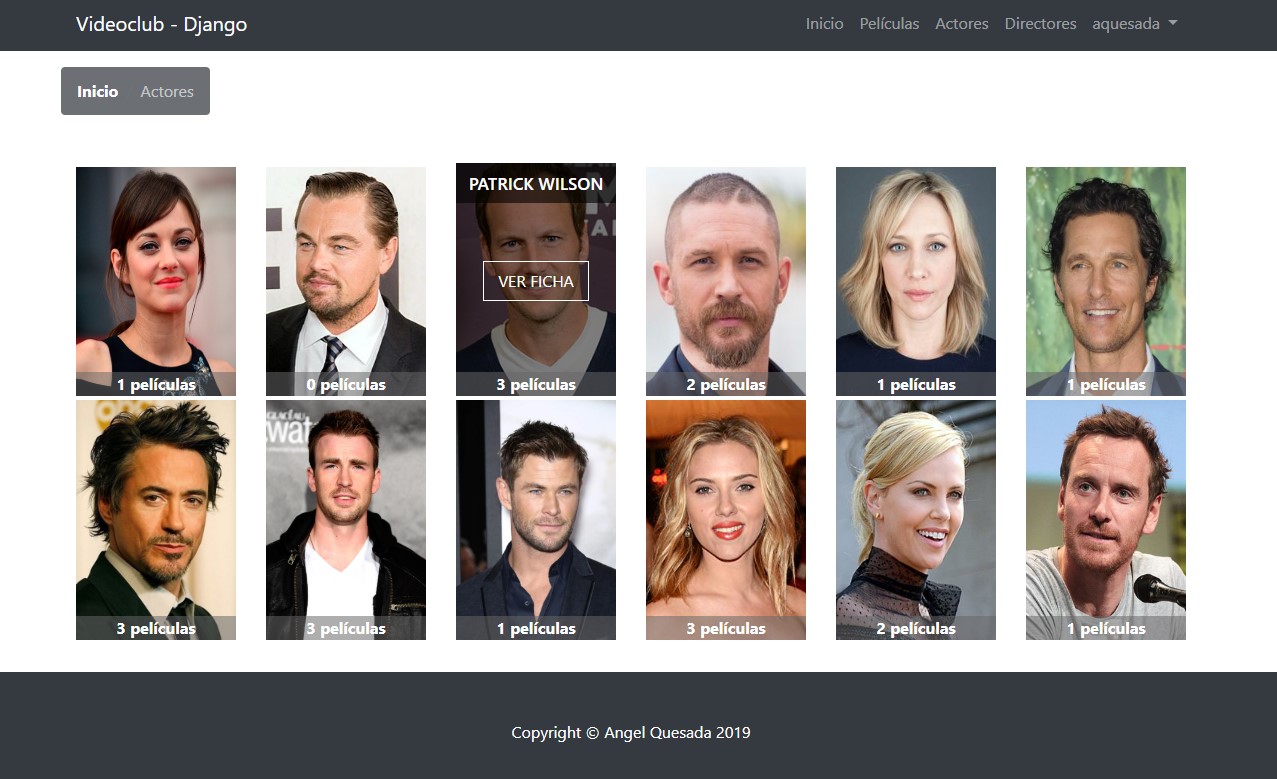 Videoclub - Django
Inicio Películas Actores Directores aquesada
Inicio Actores
PATRICK WILSON
VER FICHA
1 películas
0 películas
3 películas
2 películas
1 películas
1 películas
3 películas
3 películas
1 películas
3 películas
2 películas
1 películas
Copyright © Angel Quesada 2019